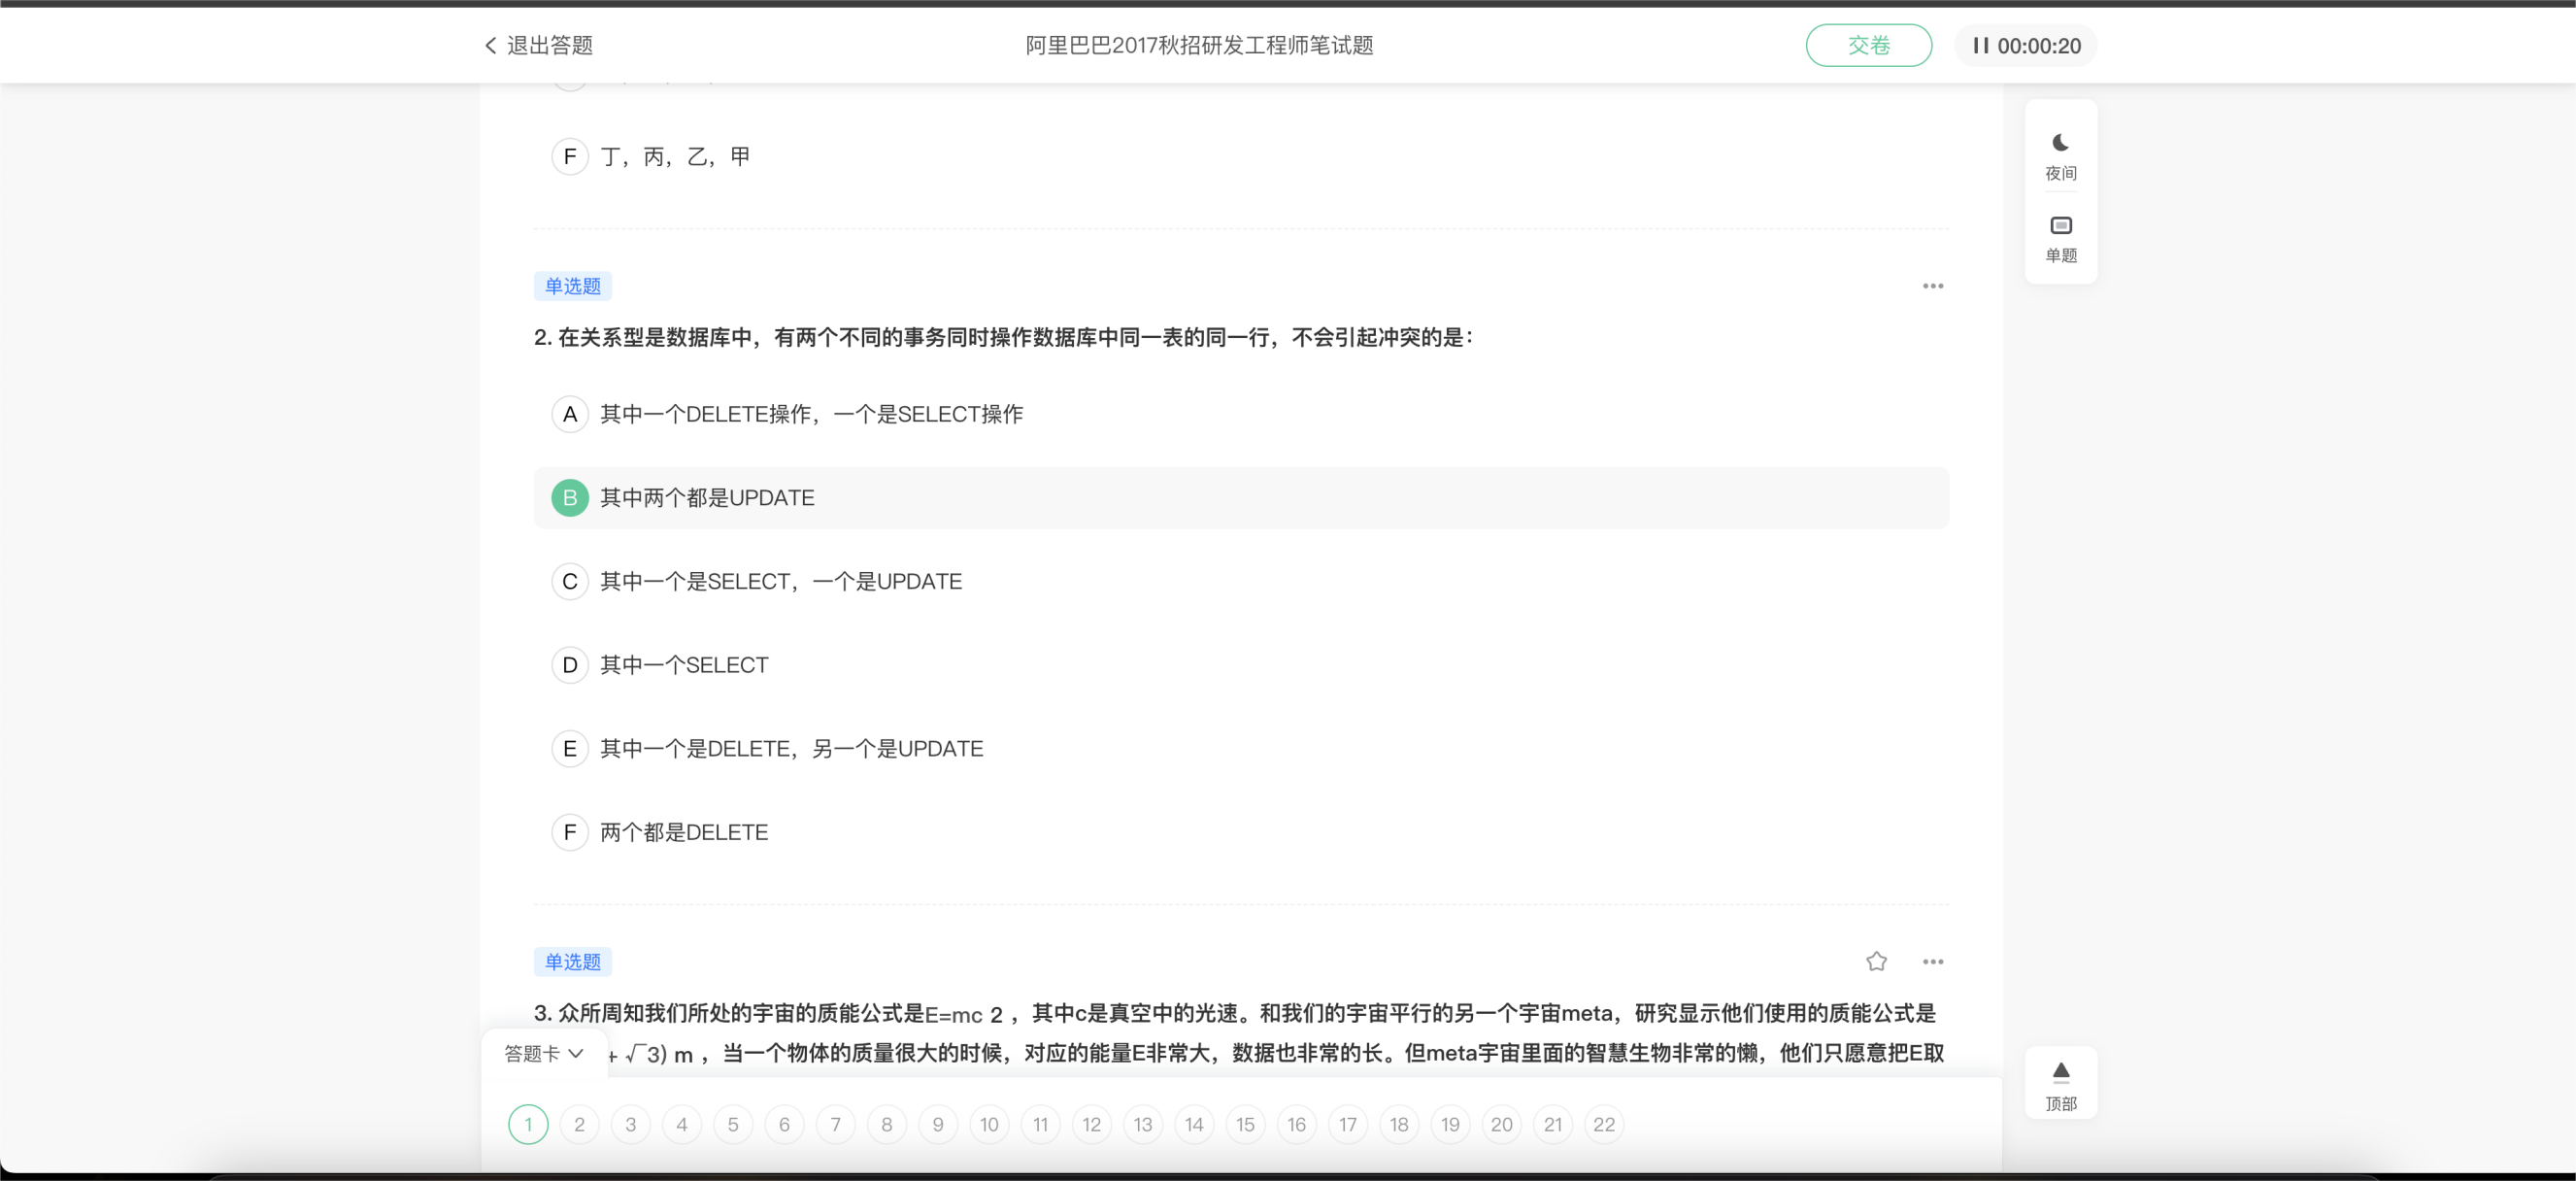 退出答题
阿里巴巴2017秋招研发工程师笔试题
交卷
00:00:20
F 丁，丙，乙，甲
夜间
单题
单选题
2. 在关系型是数据库中，有两个不同的事务同时操作数据库中同一表的同一行，不会引起冲突的是：
A 其中一个DELETE操作，一个是SELECT操作
B 其中两个都是UPDATE
C 其中一个是SELECT，一个是UPDATE
D 其中一个SELECT
E 其中一个是DELETE，另一个是UPDATE
F 两个都是DELETE
单选题
3. 众所周知我们所处的宇宙的质能公式是E=mc 2 ，其中c是真空中的光速。和我们的宇宙平行的另一个宇宙meta，研究显示他们使用的质能公式是
+ √3) m ，当一个物体的质量很大的时候，对应的能量E非常大，数据也非常的长。但meta宇宙里面的智慧生物非常的懒，他们只愿意把E取
答题卡
顶部
1 2 3 4 5 6 7 8 9 10 11 12 13 14 15 16 17 18 19 20 21 22